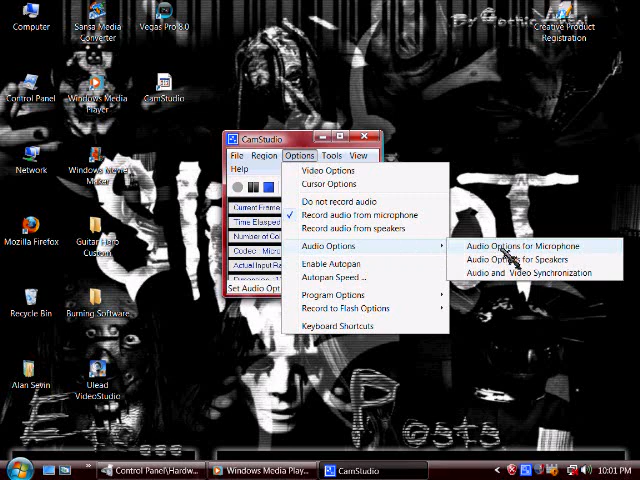 Computer
Sansa Media
Converter
Vegas Pro 8.0
By Gothic
Creative Product
Registration
Control Panel
Windows Media
Player
CamStudio
Network
Windows Movie
Maker
Mozilla Firefox
Guitar Hero
Custom
Recycle Bin
Burning Software
Alan Sevin
Ulead
VideoStudio
CamStudio
File Region Options Tools View
Help
Current Frame
Time Elapsed
Number of Co
Codec : Micro
Actual Input Ra
Set Audio Opt
Video Options
Cursor Options
Do not record audio
Record audio from microphone
Record audio from speakers
Audio Options
Enable Autopan
Autopan Speed ...
Program Options
Record to Flash Options
Keyboard Shortcuts
Audio Options for Microphone
Audio Options for Speakers
Audio and Video Synchronization
Control Panel\Hardw...
Windows Media Play...
CamStudio
10:01 PM